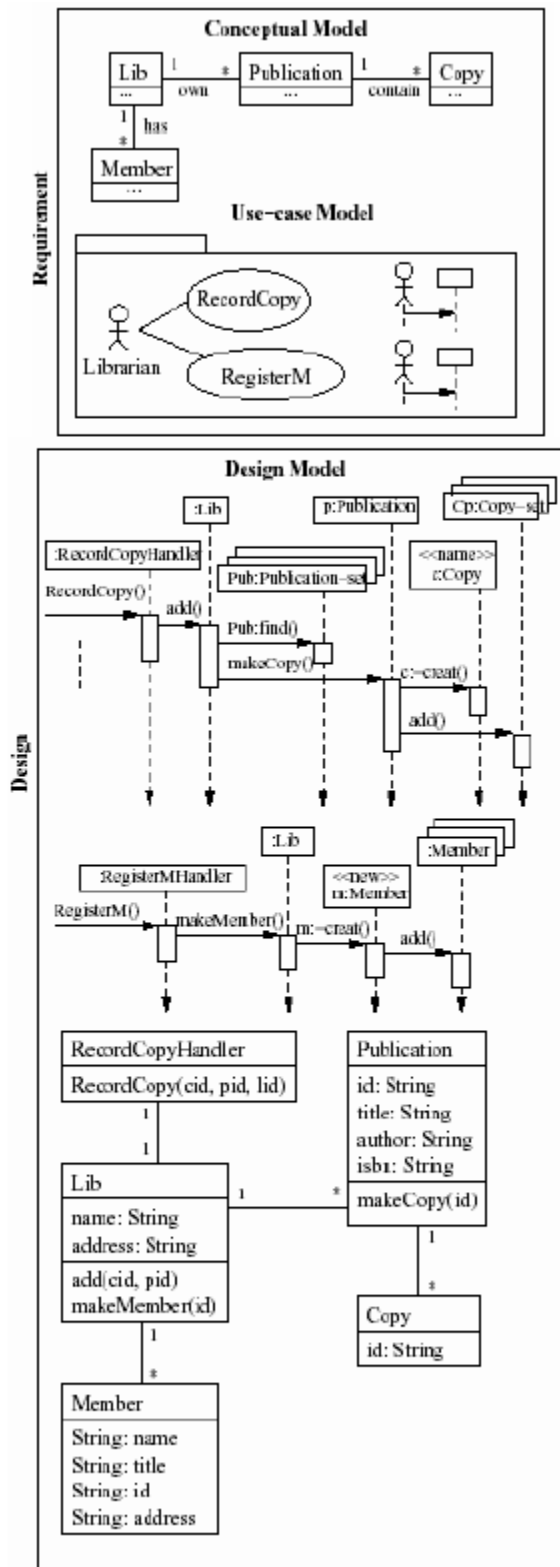 Conceptual Model
Lib
...
1
own
*
Publication
...
1
contain
*
Copy
...
1
has
*
Member
...
Requirement
Use-case Model
Librarian
RecordCopy
RegisterM
Design
Design Model
:Lib
p:Publication
Cp:Copy-set
:RecordCopyHandler
Pub:Publication-set
<<name>>
c:Copy
RecordCopy()
add()
Pub:find()
makeCopy()
c:=creat()
add()
:Lib
:Member
:RegisterMHandler
<<new>>
m:Member
RegisterM()
makeMember()
m:=creat()
add()
RecordCopyHandler
RecordCopy(cid, pid, lid)
1
1
Lib
name: String
address: String
add(cid, pid)
makeMember(id)
1
*
Publication
id: String
title: String
author: String
isbn: String
makeCopy(id)
1
*
Copy
id: String
1
*
Member
String: name
String: title
String: id
String: address